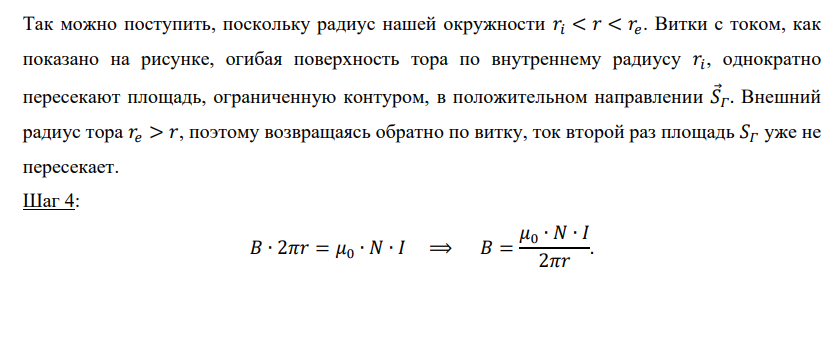 Так можно поступить, поскольку радиус нашей окружности $r_i < r < r_e$. Витки с током, как
показано на рисунке, огибая поверхность тора по внутреннему радиусу $r_i$, однократно
пересекают площадь, ограниченную контуром, в положительном направлении $\vec{S}_Γ$. Внешний
радиус тора $r_e > r$, поэтому возвращаясь обратно по витку, ток второй раз площадь $S_Γ$ уже не
пересекает.
Шаг 4:
$B \cdot 2\pi r = \mu_0 \cdot N \cdot I \quad \Longrightarrow \quad B = \frac{\mu_0 \cdot N \cdot I}{2\pi r}.$